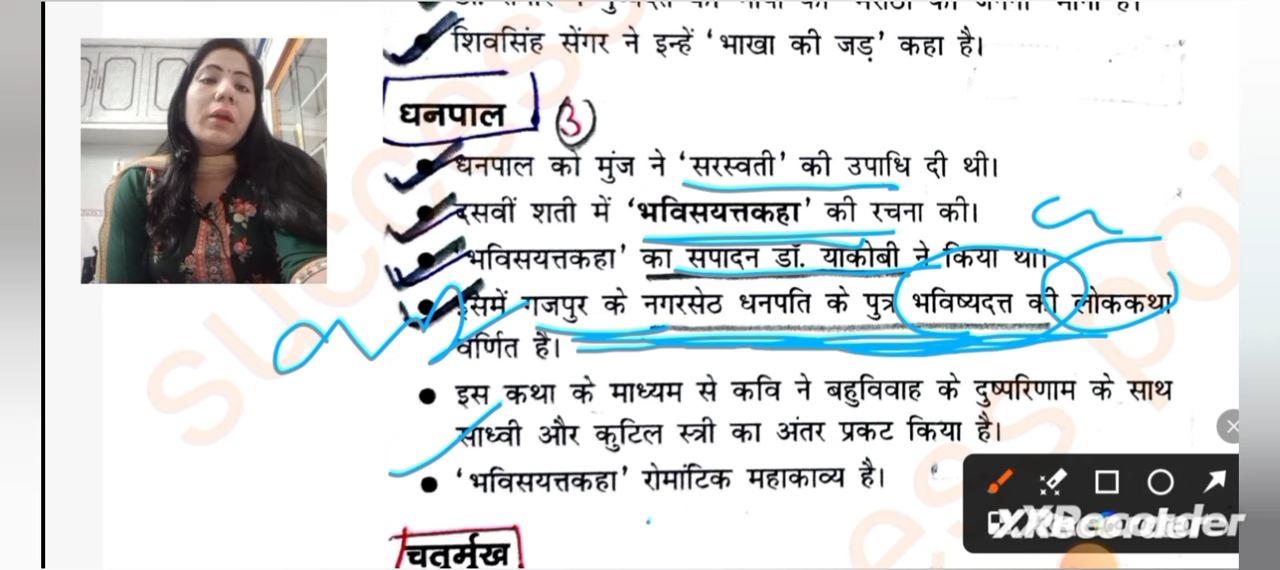 शिवसिंह सेंगर ने इन्हें 'भाखा की जड़' कहा है।
धनपाल
3
धनपाल को मुंज ने 'सरस्वती' की उपाधि दी थी।
दसवीं शती में 'भविसयत्तकहा' की रचना की।
'भविसयत्तकहा' का संपादन डॉ. याकोबी ने किया था।
इसमें गजपुर के नगरसेठ धनपति के पुत्र भविष्यदत्त की लोककथा
वर्णित है।
इस कथा के माध्यम से कवि ने बहुविवाह के दुष्परिणाम के साथ
साध्वी और कुटिल स्त्री का अंतर प्रकट किया है।
'भविसयत्तकहा' रोमांटिक महाकाव्य है।
XXRecorder
चतुर्मुख